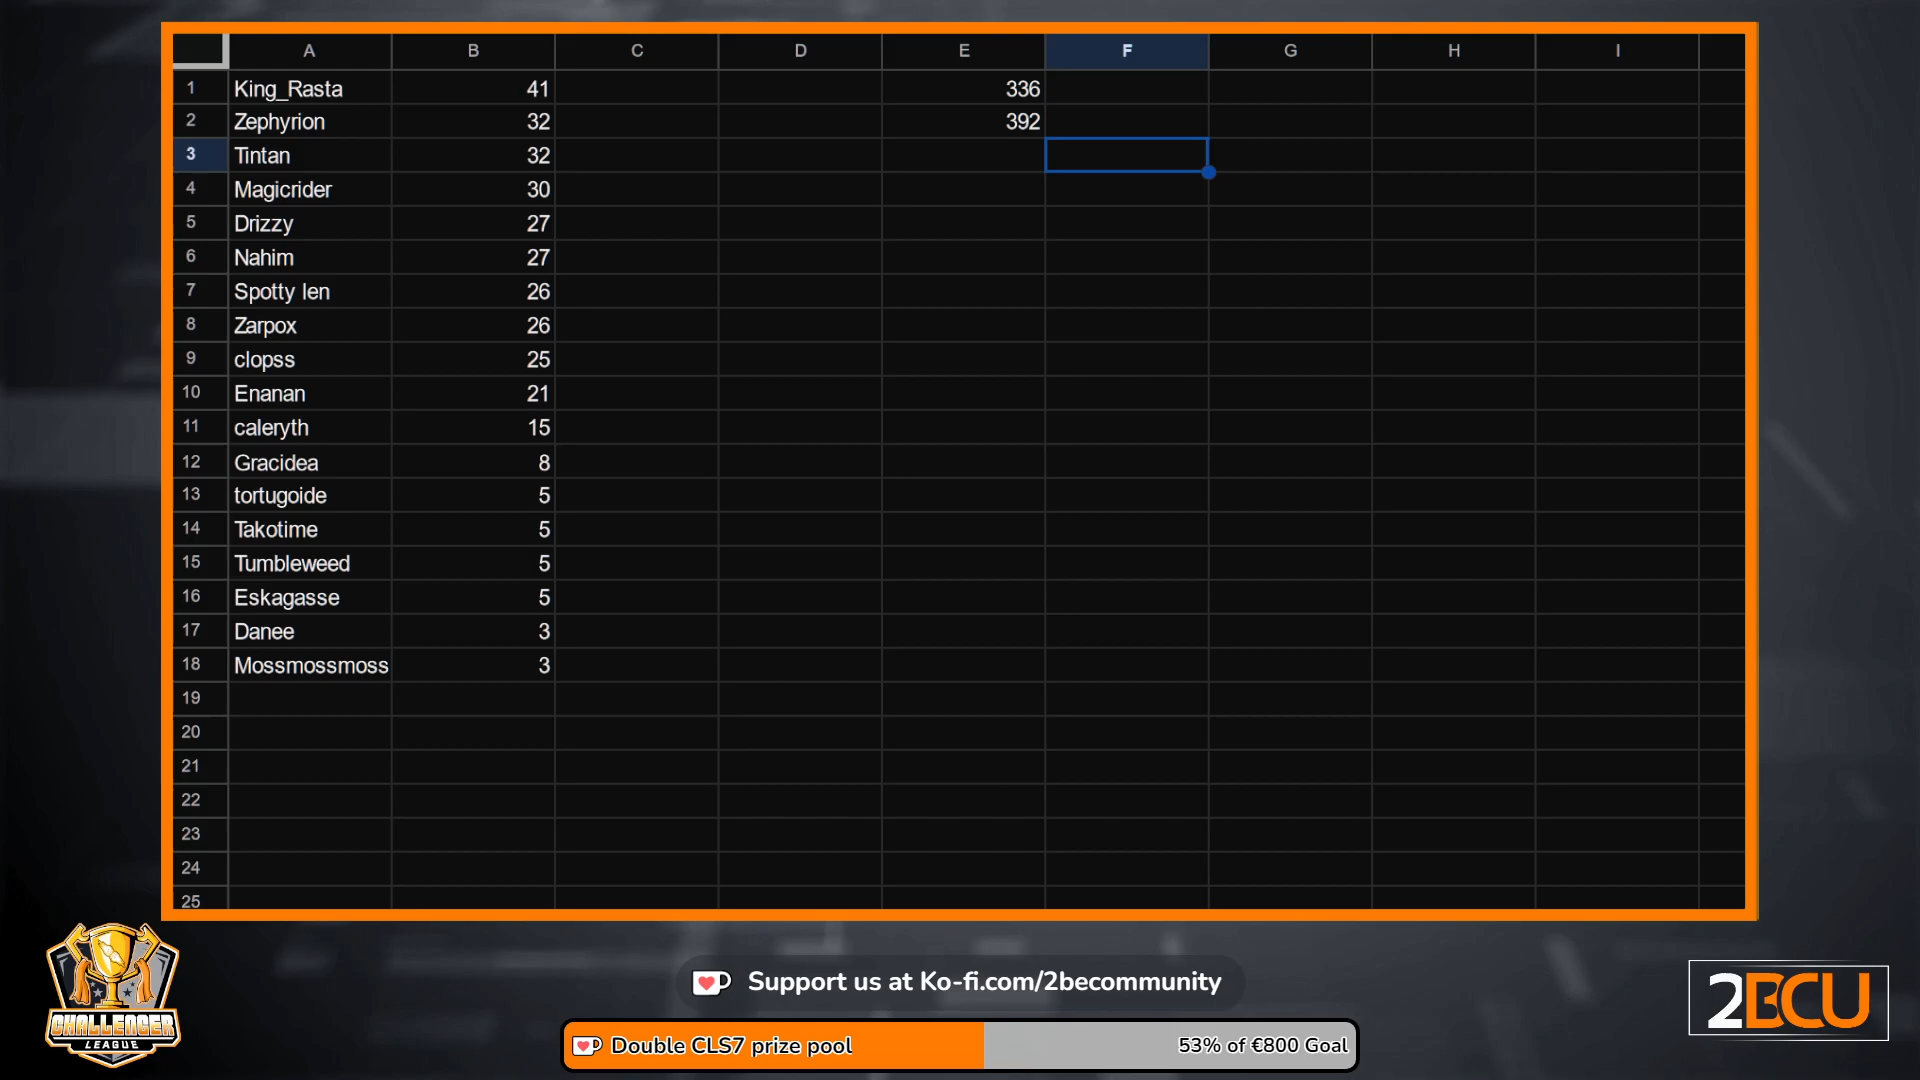 A B C D E F G H I
1 King_Rasta 41 336
2 Zephyrion 32 392
3 Tintan 32
4 Magicrider 30
5 Drizzy 27
6 Nahim 27
7 Spotty len 26
8 Zarpox 26
9 clopss 25
10 Enanan 21
11 caleryth 15
12 Gracidea 8
13 tortugoide 5
14 Takotime 5
15 Tumbleweed 5
16 Eskagasse 5
17 Danee 3
18 Mossmossmoss 3
19
20
21
22
23
24
25
CHALLENGER
LEAGUE
Support us at Ko-fi.com/2becommunity
Double CLS7 prize pool 53% of €800 Goal
2BCU